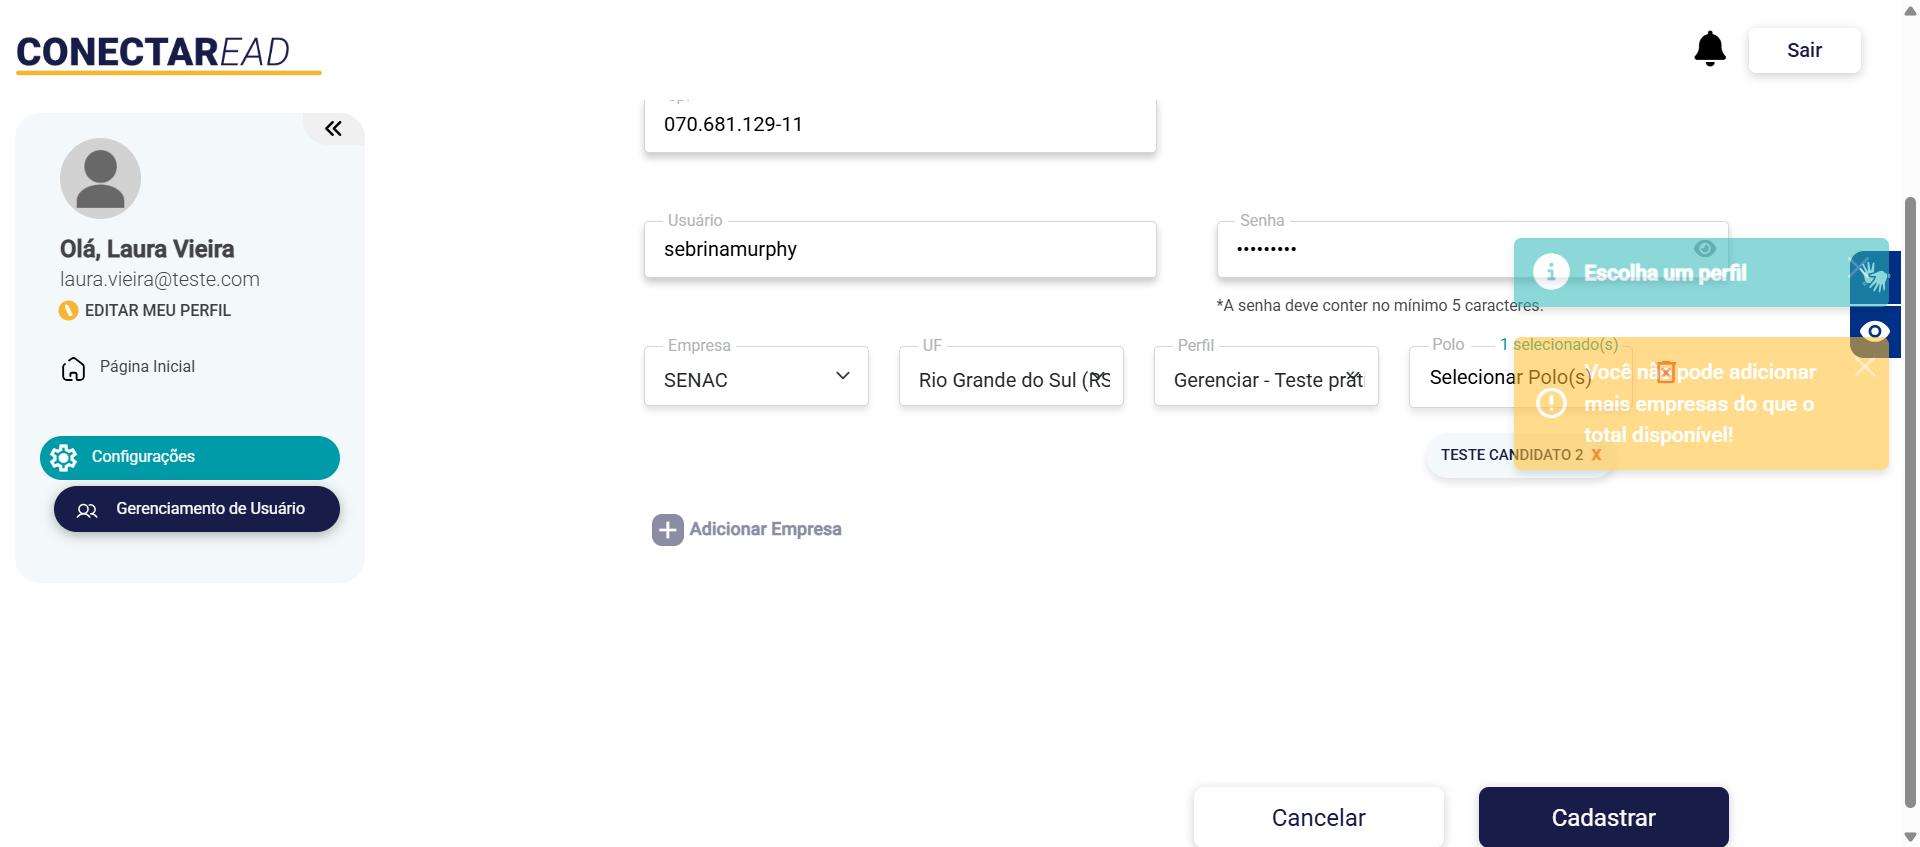 CONECTAREAD
Sair
070.681.129-11
Olá, Laura Vieira
laura.vieira@teste.com
EDITAR MEU PERFIL
Página Inicial
Configurações
Gerenciamento de Usuário
Usuário
sebrinamurphy
Senha
•••••••••
Escolha um perfil
*A senha deve conter no mínimo 5 caracteres.
Empresa
SENAC
UF
Rio Grande do Sul (RS
Perfil
Gerenciar - Teste práti
Polo
1 selecionado(s)
Selecionar Polo(s)
Você não pode adicionar
mais empresas do que o
total disponível!
TESTE CANDIDATO 2 X
Adicionar Empresa
Cancelar
Cadastrar